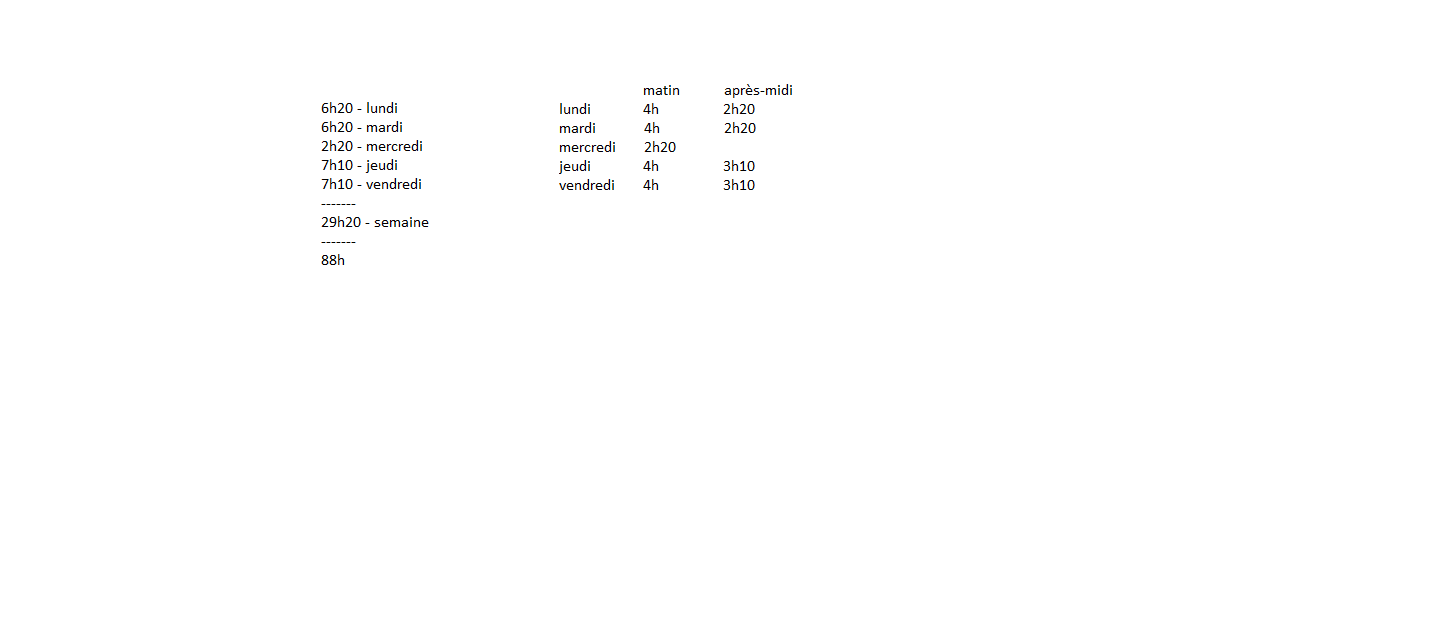 6h20 - lundi
6h20 - mardi
2h20 - mercredi
7h10 - jeudi
7h10 - vendredi
-------
29h20 - semaine
-------
88h
matin après-midi
lundi 4h 2h20
mardi 4h 2h20
mercredi 2h20
jeudi 4h 3h10
vendredi 4h 3h10